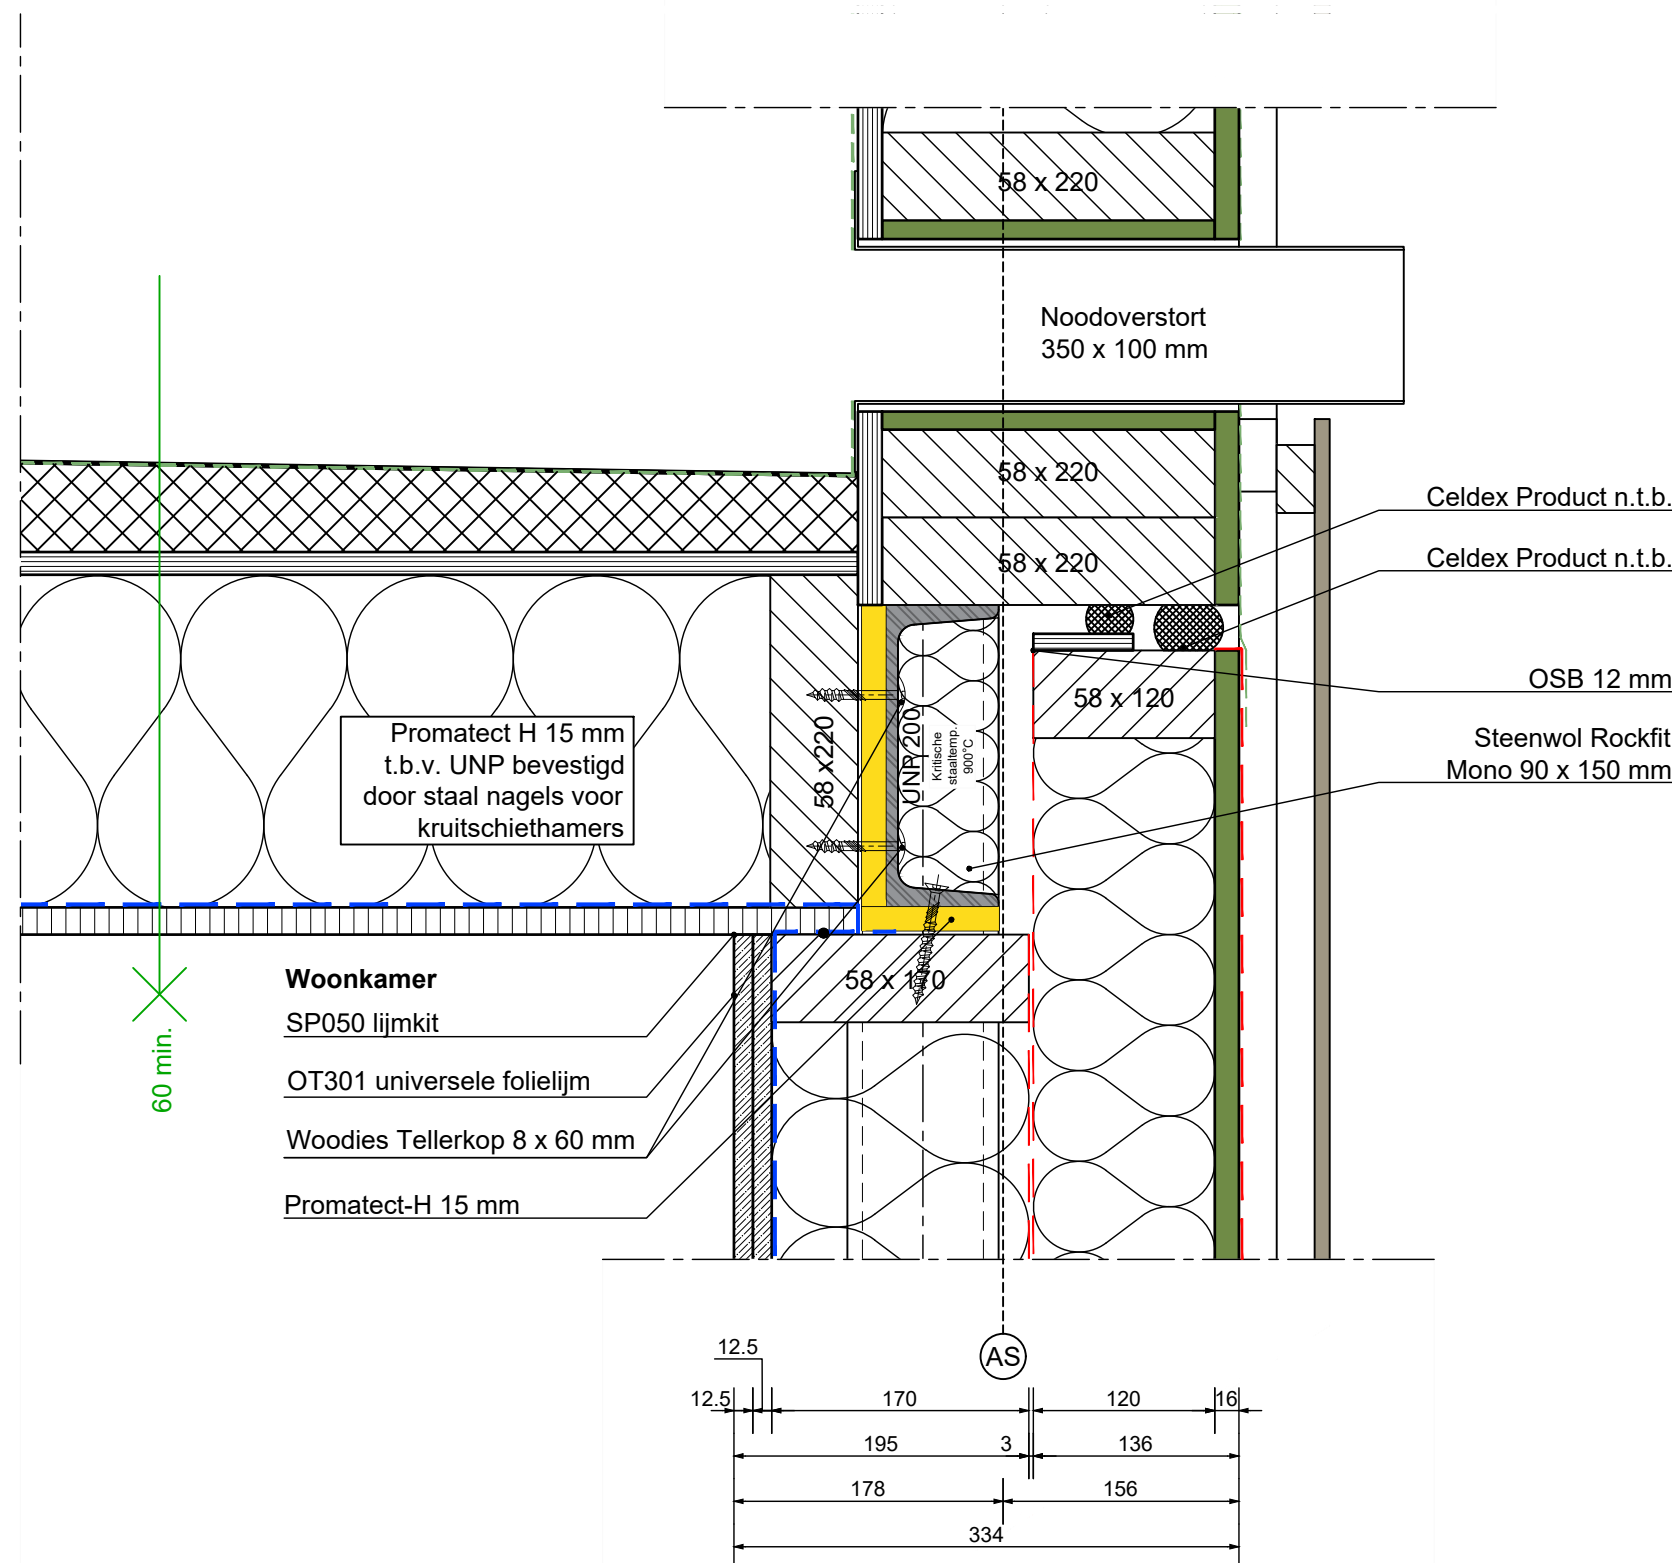 58 x 220
Noodoverstort
350 x 100 mm
58 x 220
Celdex Product n.t.b.
58 x 220
Celdex Product n.t.b.
OSB 12 mm
58 x 120
Steenwol Rockfit
Mono 90 x 150 mm
Promatect H 15 mm
t.b.v. UNP bevestigd
door staal nagels voor
kruitschiethamers
58 x220
UNP 200
Kritische
staaltemp.
900°C
58 x 170
Woonkamer
SP050 lijmkit
OT301 universele folielijm
Woodies Tellerkop 8 x 60 mm
Promatect-H 15 mm
60 min.
AS
12.5
12.5
170
120
16
195
3
136
178
156
334